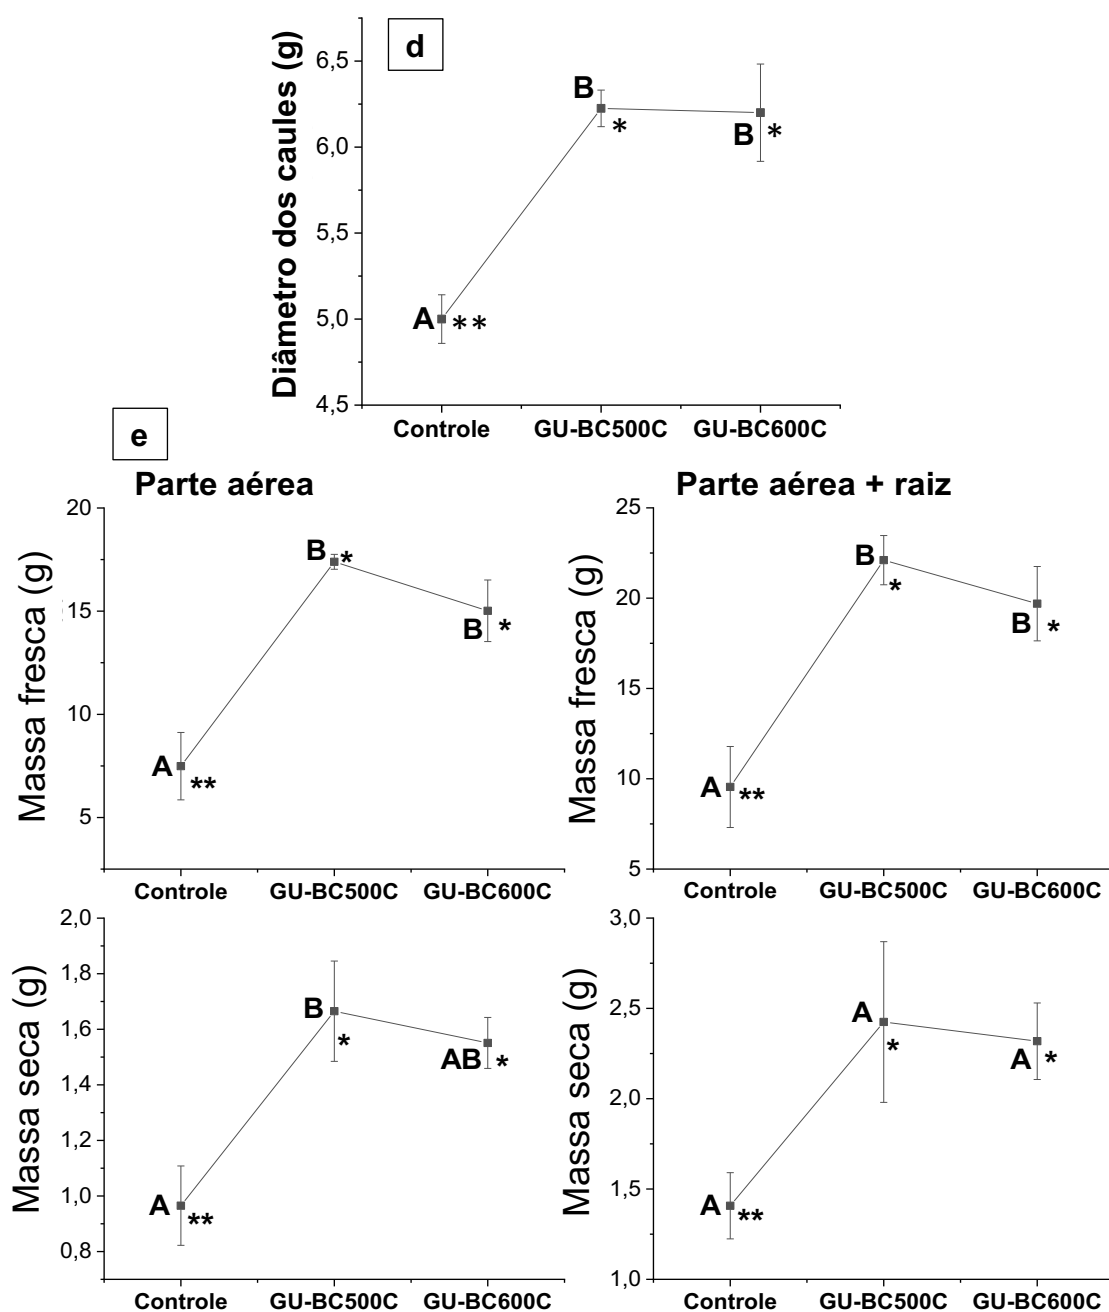 d
Diâmetro dos caules (g)
6,5
6,0
5,5
5,0
4,5
A
**
B
*
B
*
Controle
GU-BC500C
GU-BC600C
e
Parte aérea
Massa fresca (g)
20
15
10
5
A
**
B
*
B
*
Controle
GU-BC500C
GU-BC600C
Parte aérea + raiz
Massa fresca (g)
25
20
15
10
5
A
**
B
*
B
*
Controle
GU-BC500C
GU-BC600C
Massa seca (g)
2,0
1,8
1,6
1,4
1,2
1,0
0,8
A
**
B
*
AB
*
Controle
GU-BC500C
GU-BC600C
Massa seca (g)
3,0
2,5
2,0
1,5
1,0
A
**
A
*
A
*
Controle
GU-BC500C
GU-BC600C